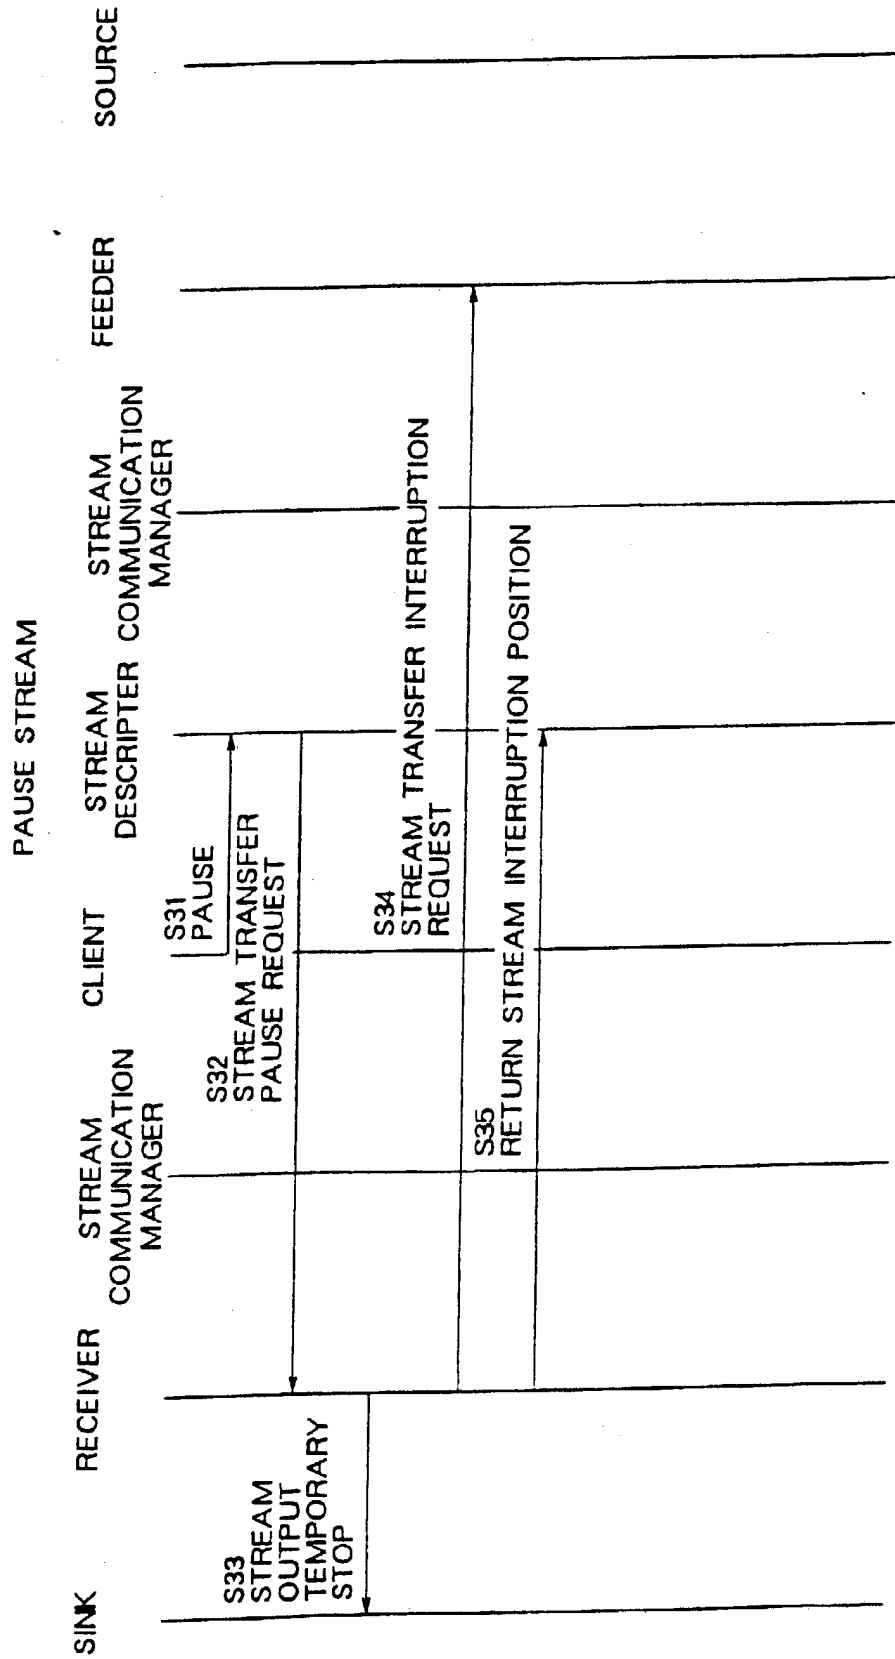 PAUSE STREAM
SINK
RECEIVER
STREAM
COMMUNICATION
MANAGER
CLIENT
STREAM
DESCRIPTER
STREAM
COMMUNICATION
MANAGER
FEEDER
SOURCE
S31
PAUSE
S32
STREAM TRANSFER
PAUSE REQUEST
S33
STREAM
OUTPUT
TEMPORARY
STOP
S34
STREAM TRANSFER INTERRUPTION
REQUEST
S35
RETURN STREAM INTERRUPTION POSITION